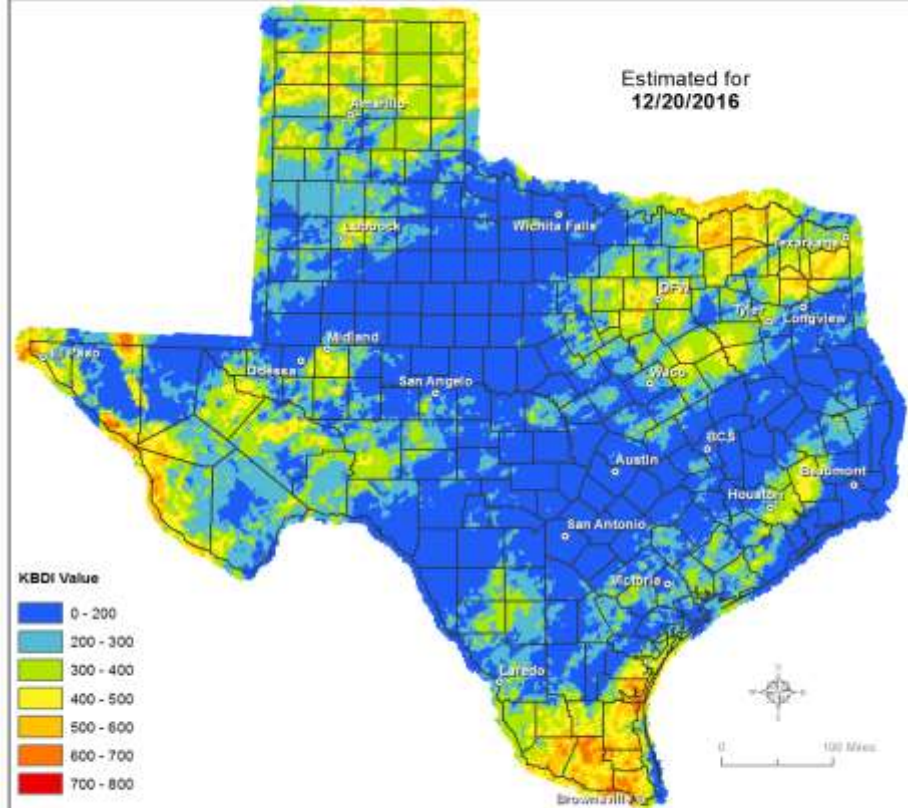 Estimated for
12/20/2016
Amarillo
Lubbock
Wichita Falls
Texarkana
DFW
Tyler
Longview
El Paso
Midland
Odessa
Waco
San Angelo
BCS
Austin
Beaumont
Houston
San Antonio
Victoria
Laredo
Brownsville
KBDI Value
0 - 200
200 - 300
300 - 400
400 - 500
500 - 600
600 - 700
700 - 800
0 100 Miles